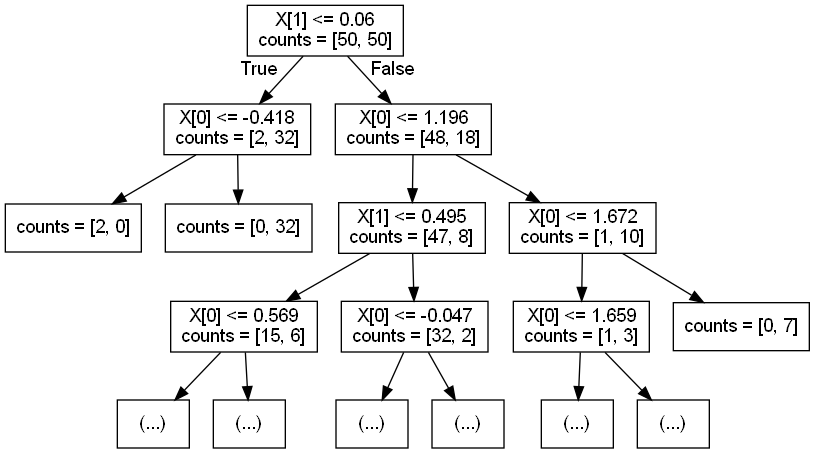 X[1] <= 0.06
counts = [50, 50]
True
False
X[0] <= -0.418
counts = [2, 32]
X[0] <= 1.196
counts = [48, 18]
counts = [2, 0]
counts = [0, 32]
X[1] <= 0.495
counts = [47, 8]
X[0] <= 1.672
counts = [1, 10]
X[0] <= 0.569
counts = [15, 6]
X[0] <= -0.047
counts = [32, 2]
X[0] <= 1.659
counts = [1, 3]
counts = [0, 7]
(...)
(...)
(...)
(...)
(...)
(...)